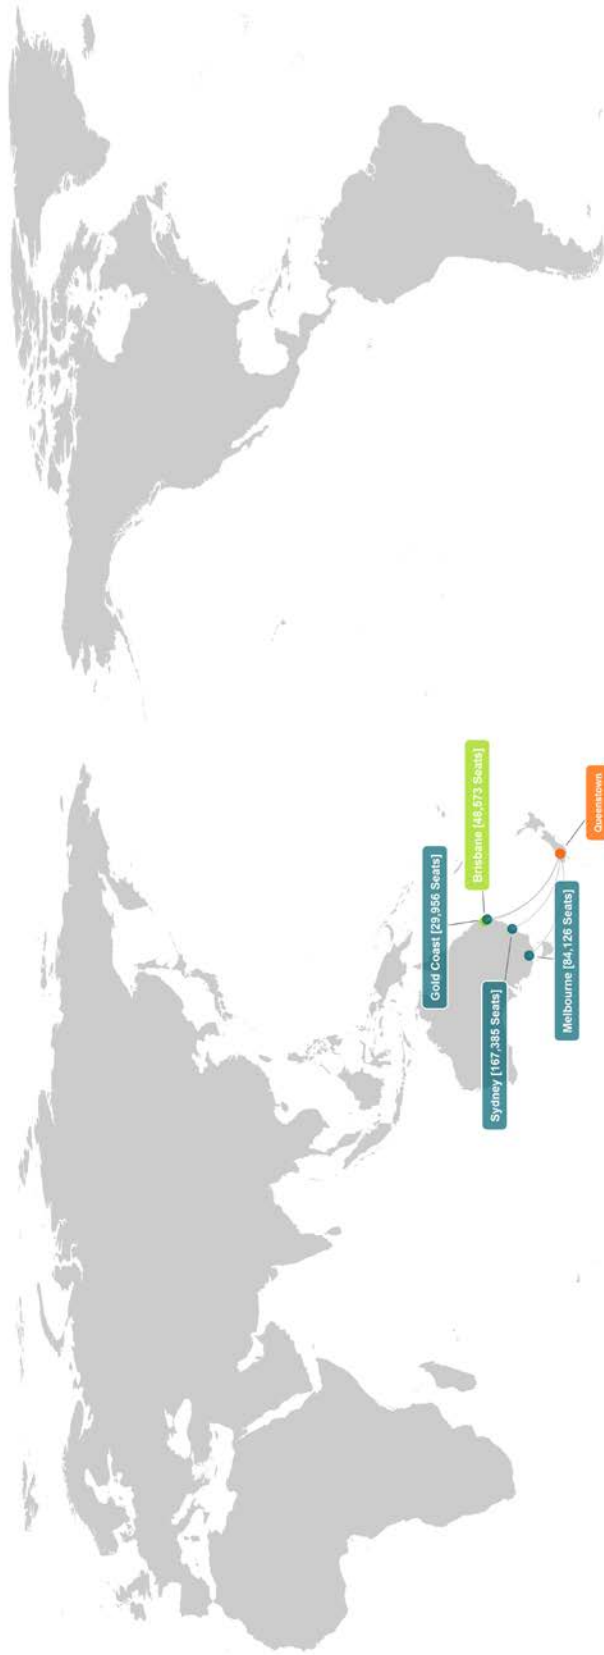 Gold Coast [29,956 Seats]
Brisbane [48,573 Seats]
Sydney [167,385 Seats]
Melbourne [84,126 Seats]
Queenstown